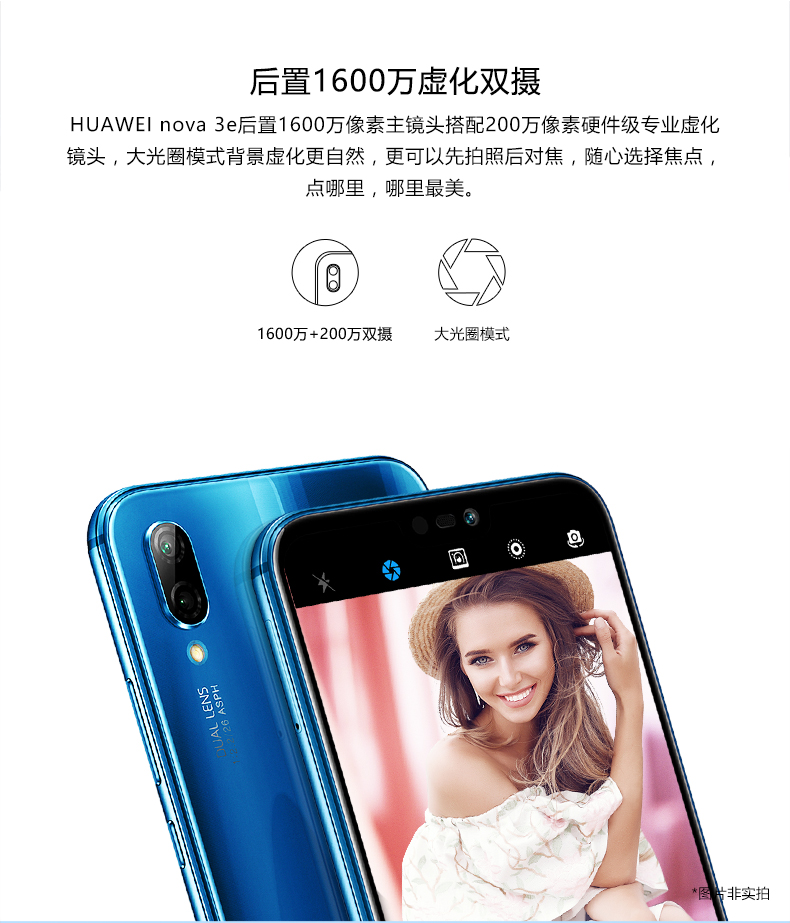 后置1600万虚化双摄
HUAWEI nova 3e后置1600万像素主镜头搭配200万像素硬件级专业虚化
镜头，大光圈模式背景虚化更自然，更可以先拍照后对焦，随心选择焦点，
点哪里，哪里最美。
1600万+200万双摄
大光圈模式
DUAL LENS
26 ASPH
*图片非实拍